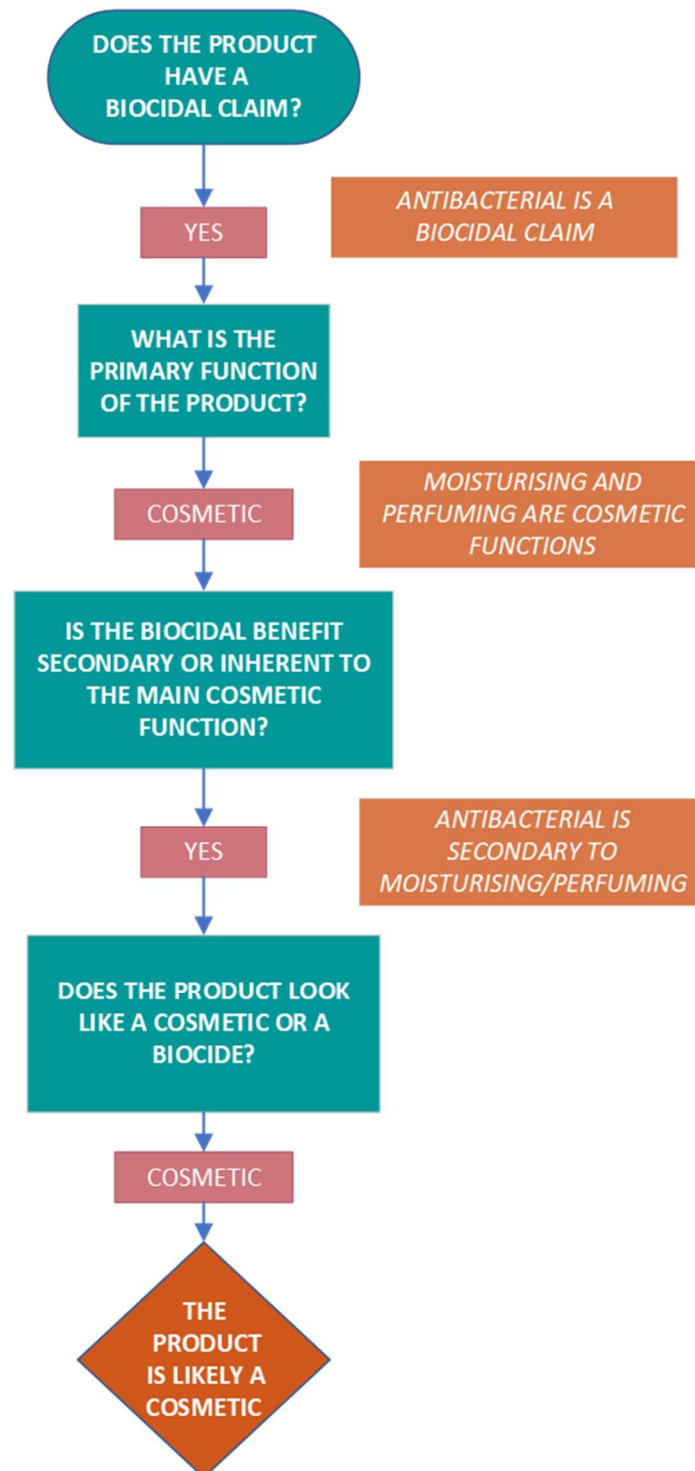 DOES THE PRODUCT
HAVE A
BIOCIDAL CLAIM?
YES
ANTIBACTERIAL IS A
BIOCIDAL CLAIM
WHAT IS THE
PRIMARY FUNCTION
OF THE PRODUCT?
COSMETIC
MOISTURISING AND
PERFUMING ARE COSMETIC
FUNCTIONS
IS THE BIOCIDAL BENEFIT
SECONDARY OR INHERENT TO
THE MAIN COSMETIC
FUNCTION?
YES
ANTIBACTERIAL IS
SECONDARY TO
MOISTURISING/PERFUMING
DOES THE PRODUCT LOOK
LIKE A COSMETIC OR A
BIOCIDE?
COSMETIC
THE
PRODUCT
IS LIKELY A
COSMETIC